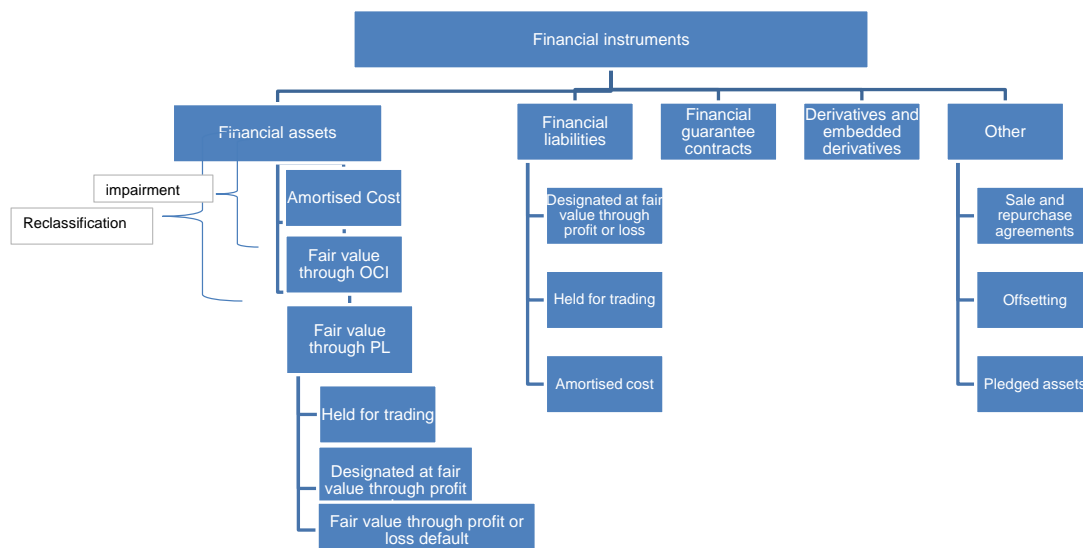 Financial instruments
Financial assets
Financial
liabilities
Financial
guarantee
contracts
Derivatives and
embedded
derivatives
Other
impairment
Reclassification
Amortised Cost
Fair value
through OCI
Fair value
through PL
Held for trading
Designated at fair
value through profit
Fair value through profit or
loss default
Designated at fair
value through
profit or loss
Held for trading
Amortised cost
Sale and
repurchase
agreements
Offsetting
Pledged assets